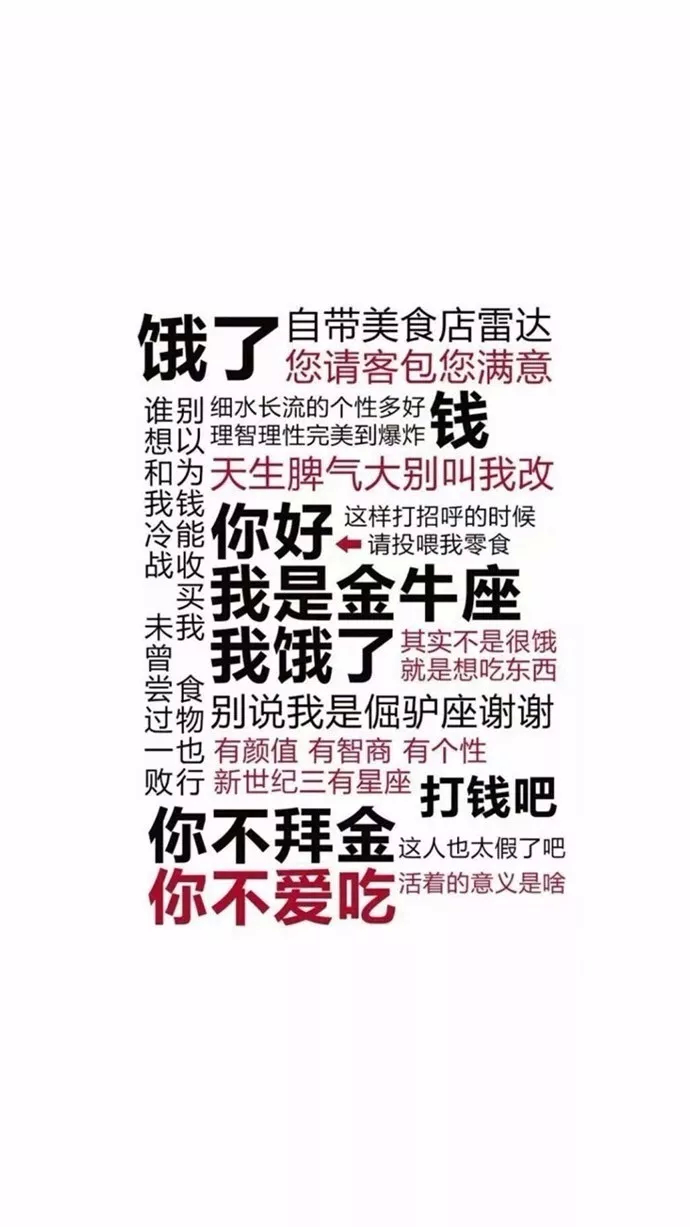 饿了
自带美食店雷达
您请客包您满意
谁想和我冷战 未曾尝过一败
别以为钱能收买我 食物也行
细水长流的个性多好
理智理性完美到爆炸
钱
天生脾气大别叫我改
你好
这样打招呼的时候
请投喂我零食
我是金牛座
我饿了
其实不是很饿
就是想吃东西
别说我是倔驴座谢谢
有颜值 有智商 有个性
新世纪三有星座
打钱吧
你不拜金
这人也太假了吧
你不爱吃
活着的意义是啥